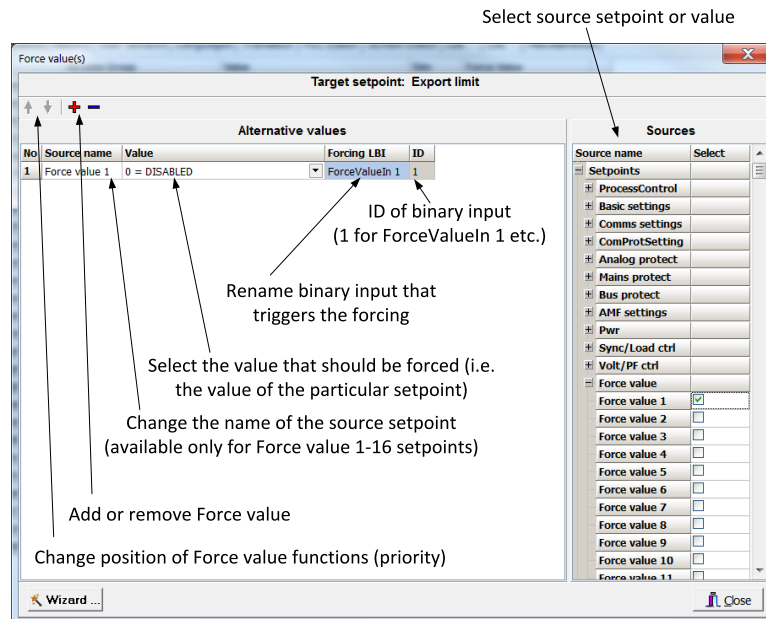 Select source setpoint or value
Force value(s)
Target setpoint: Export limit
Alternative values
Sources
No Source name Value Forcing LBI ID
1 Force value 1 0 = DISABLED ForceValueIn 1 1
Source name Select
Setpoints
ProcessControl
Basic settings
Comms settings
ComProtSetting
Analog protect
Mains protect
Bus protect
AMF settings
Pwr
Sync/Load ctrl
Volt/PF ctrl
Force value
Force value 1
Force value 2
Force value 3
Force value 4
Force value 5
Force value 6
Force value 7
Force value 8
Force value 9
Force value 10
Force value 11
ID of binary input
(1 for ForceValueIn 1 etc.)
Rename binary input that
triggers the forcing
Select the value that should be forced (i.e.
the value of the particular setpoint)
Change the name of the source setpoint
(available only for Force value 1-16 setpoints)
Add or remove Force value
Change position of Force value functions (priority)
Wizard ...
Close